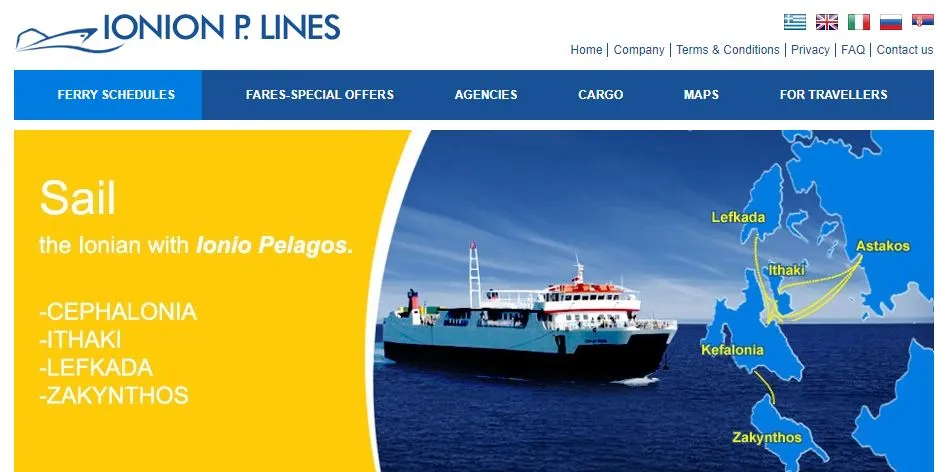 IONION P. LINES
Home | Company | Terms & Conditions | Privacy | FAQ | Contact us
FERRY SCHEDULES FARES-SPECIAL OFFERS AGENCIES CARGO MAPS FOR TRAVELLERS
Sail
the Ionian with Ionio Pelagos.
-CEPHALONIA
-ITHAKI
-LEFKADA
-ZAKYNTHOS
Lefkada
Astakos
Ithaki
Kefalonia
Zakynthos